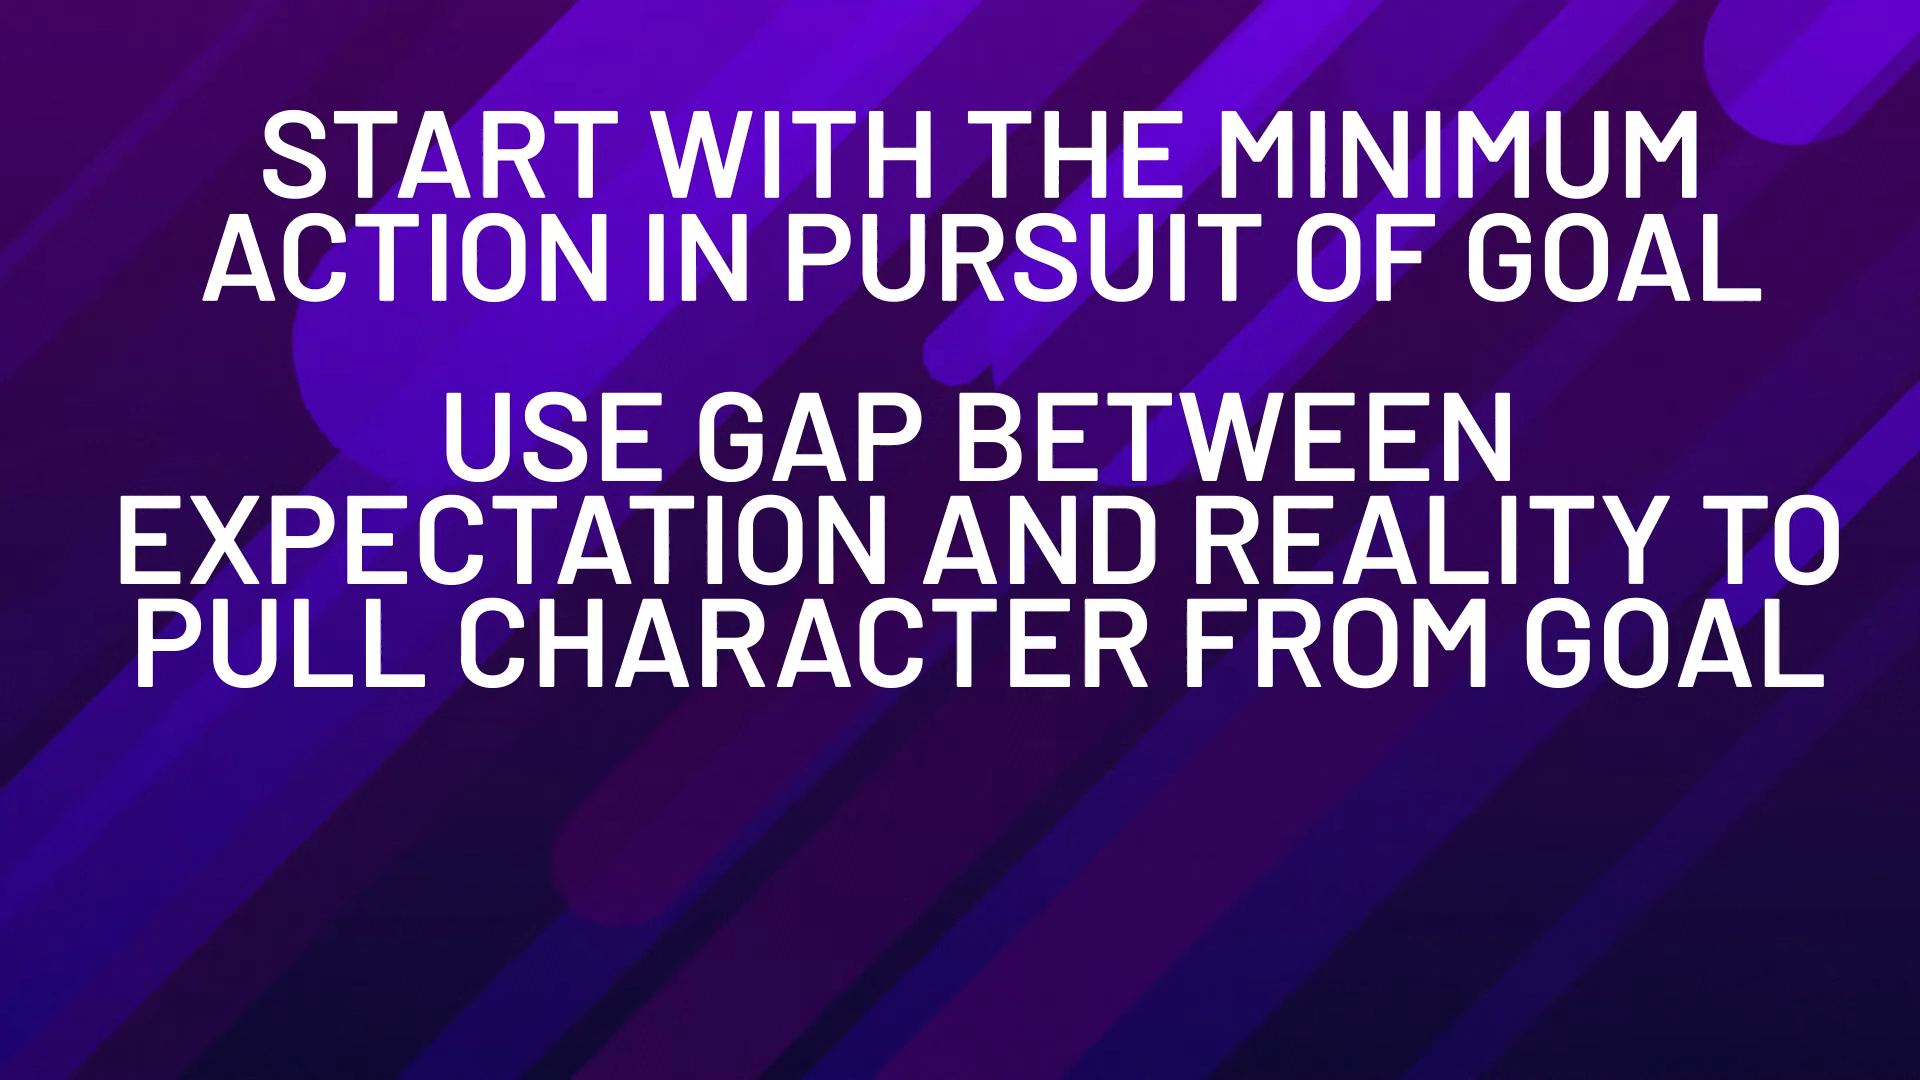 START WITH THE MINIMUM
ACTION IN PURSUIT OF GOAL
USE GAP BETWEEN
EXPECTATION AND REALITY TO
PULL CHARACTER FROM GOAL